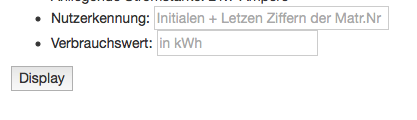 Nutzerkennung: Initialen + Letzen Ziffern der Matr.Nr
Verbrauchswert: in kWh
Display